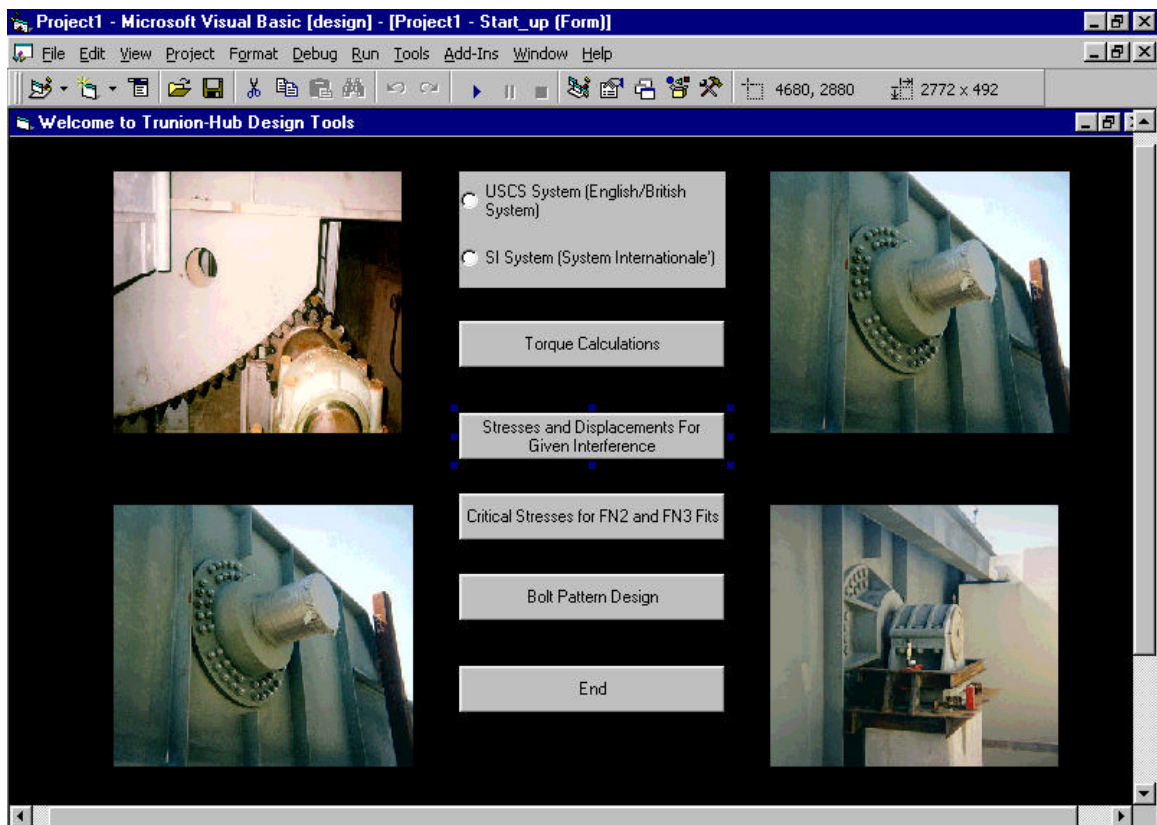 Project1 - Microsoft Visual Basic [design] - [Project1 - Start_up (Form)]
File Edit View Project Format Debug Run Tools Add-Ins Window Help
4680, 2880 2772 x 492
Welcome to Trunion-Hub Design Tools
USCS System (English/British
System)
SI System (System Internationale')
Torque Calculations
Stresses and Displacements For
Given Interference
Critical Stresses for FN2 and FN3 Fits
Bolt Pattern Design
End